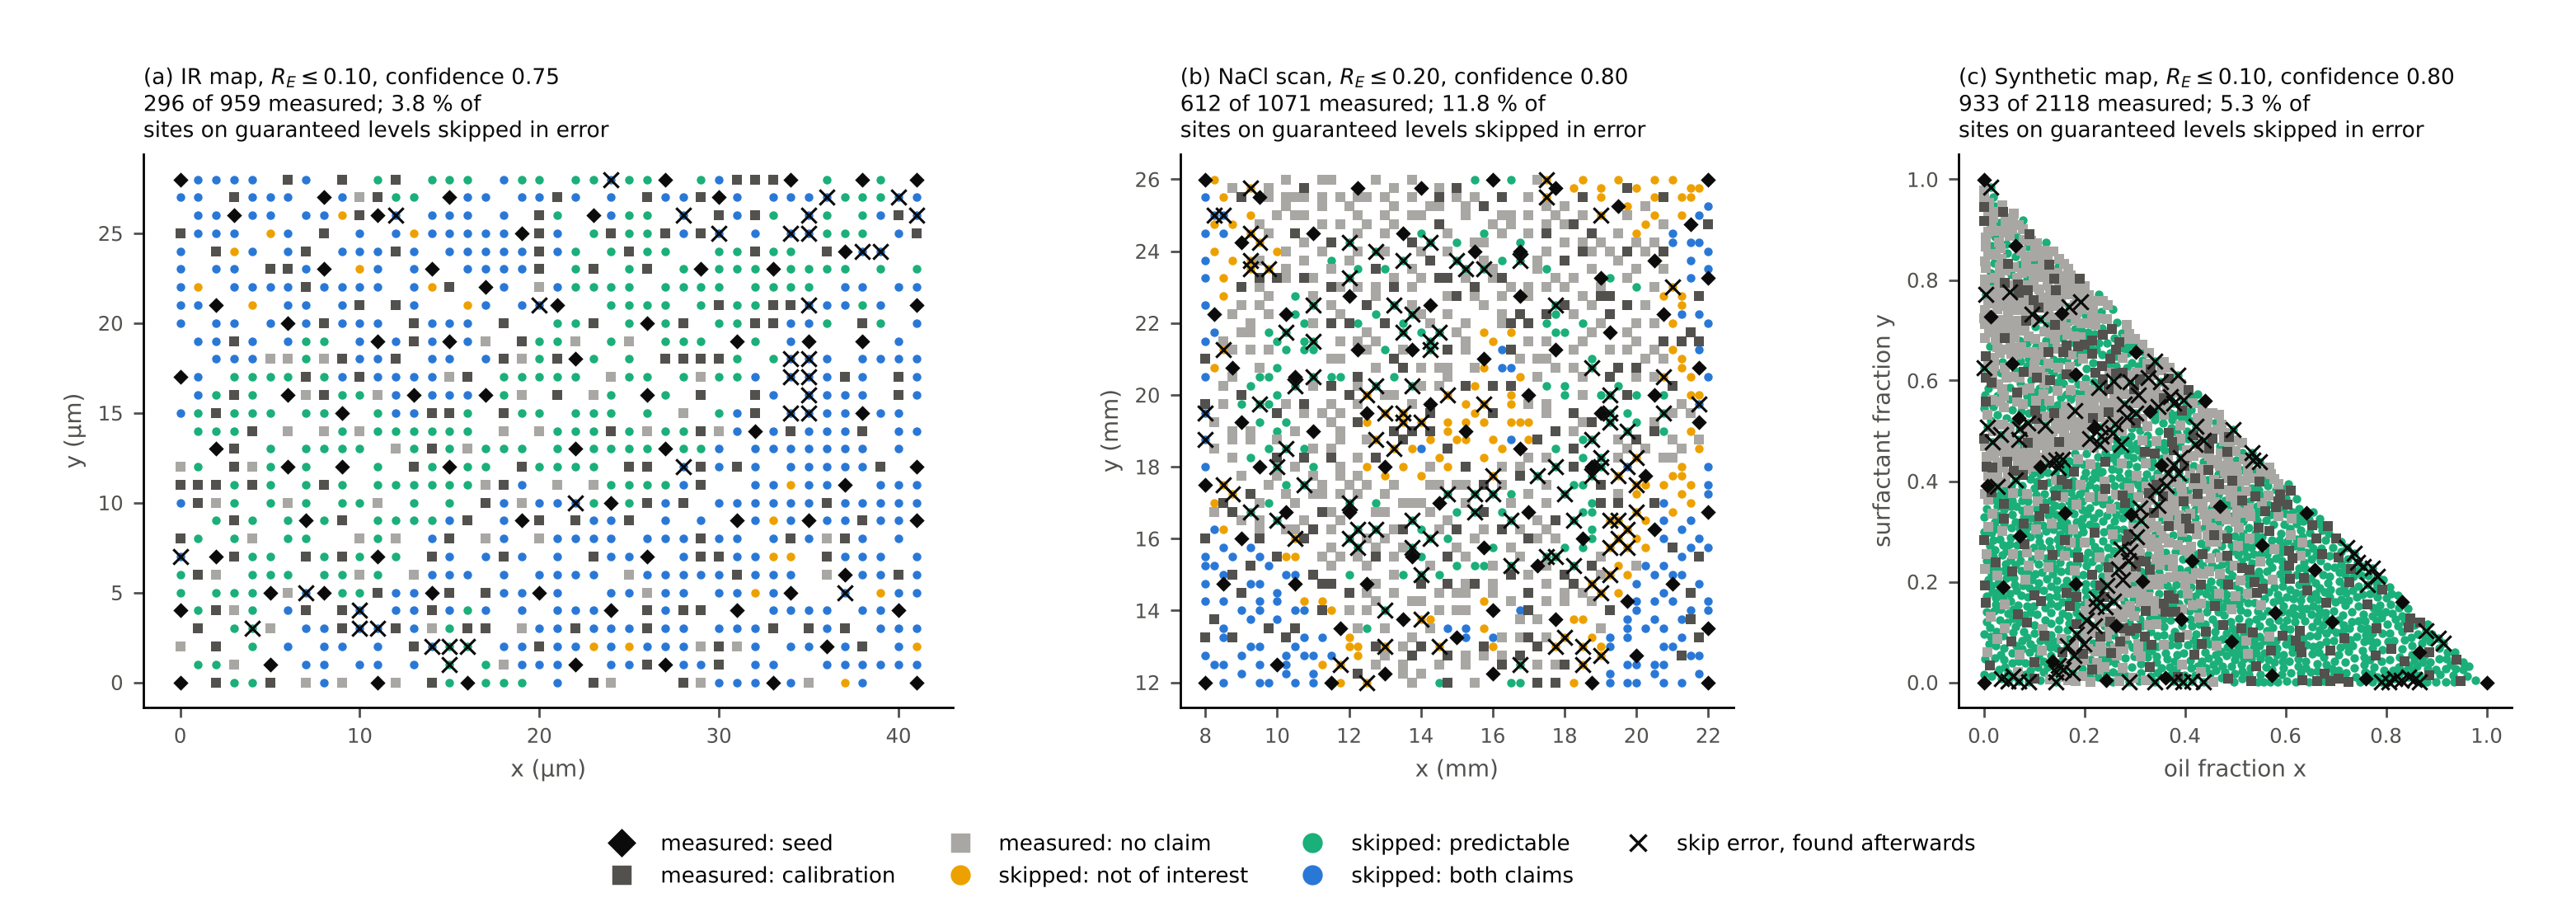 (a) IR map, R_E ≤ 0.10, confidence 0.75
296 of 959 measured; 3.8 % of
sites on guaranteed levels skipped in error
25
20
15
10
5
0
y (µm)
0 10 20 30 40
x (µm)
(b) NaCl scan, R_E ≤ 0.20, confidence 0.80
612 of 1071 measured; 11.8 % of
sites on guaranteed levels skipped in error
26
24
22
20
18
16
14
12
y (mm)
8 10 12 14 16 18 20 22
x (mm)
(c) Synthetic map, R_E ≤ 0.10, confidence 0.80
933 of 2118 measured; 5.3 % of
sites on guaranteed levels skipped in error
1.0
0.8
0.6
0.4
0.2
0.0
surfactant fraction y
0.0 0.2 0.4 0.6 0.8 1.0
oil fraction x
measured: seed
measured: calibration
measured: no claim
skipped: not of interest
skipped: predictable
skipped: both claims
skip error, found afterwards